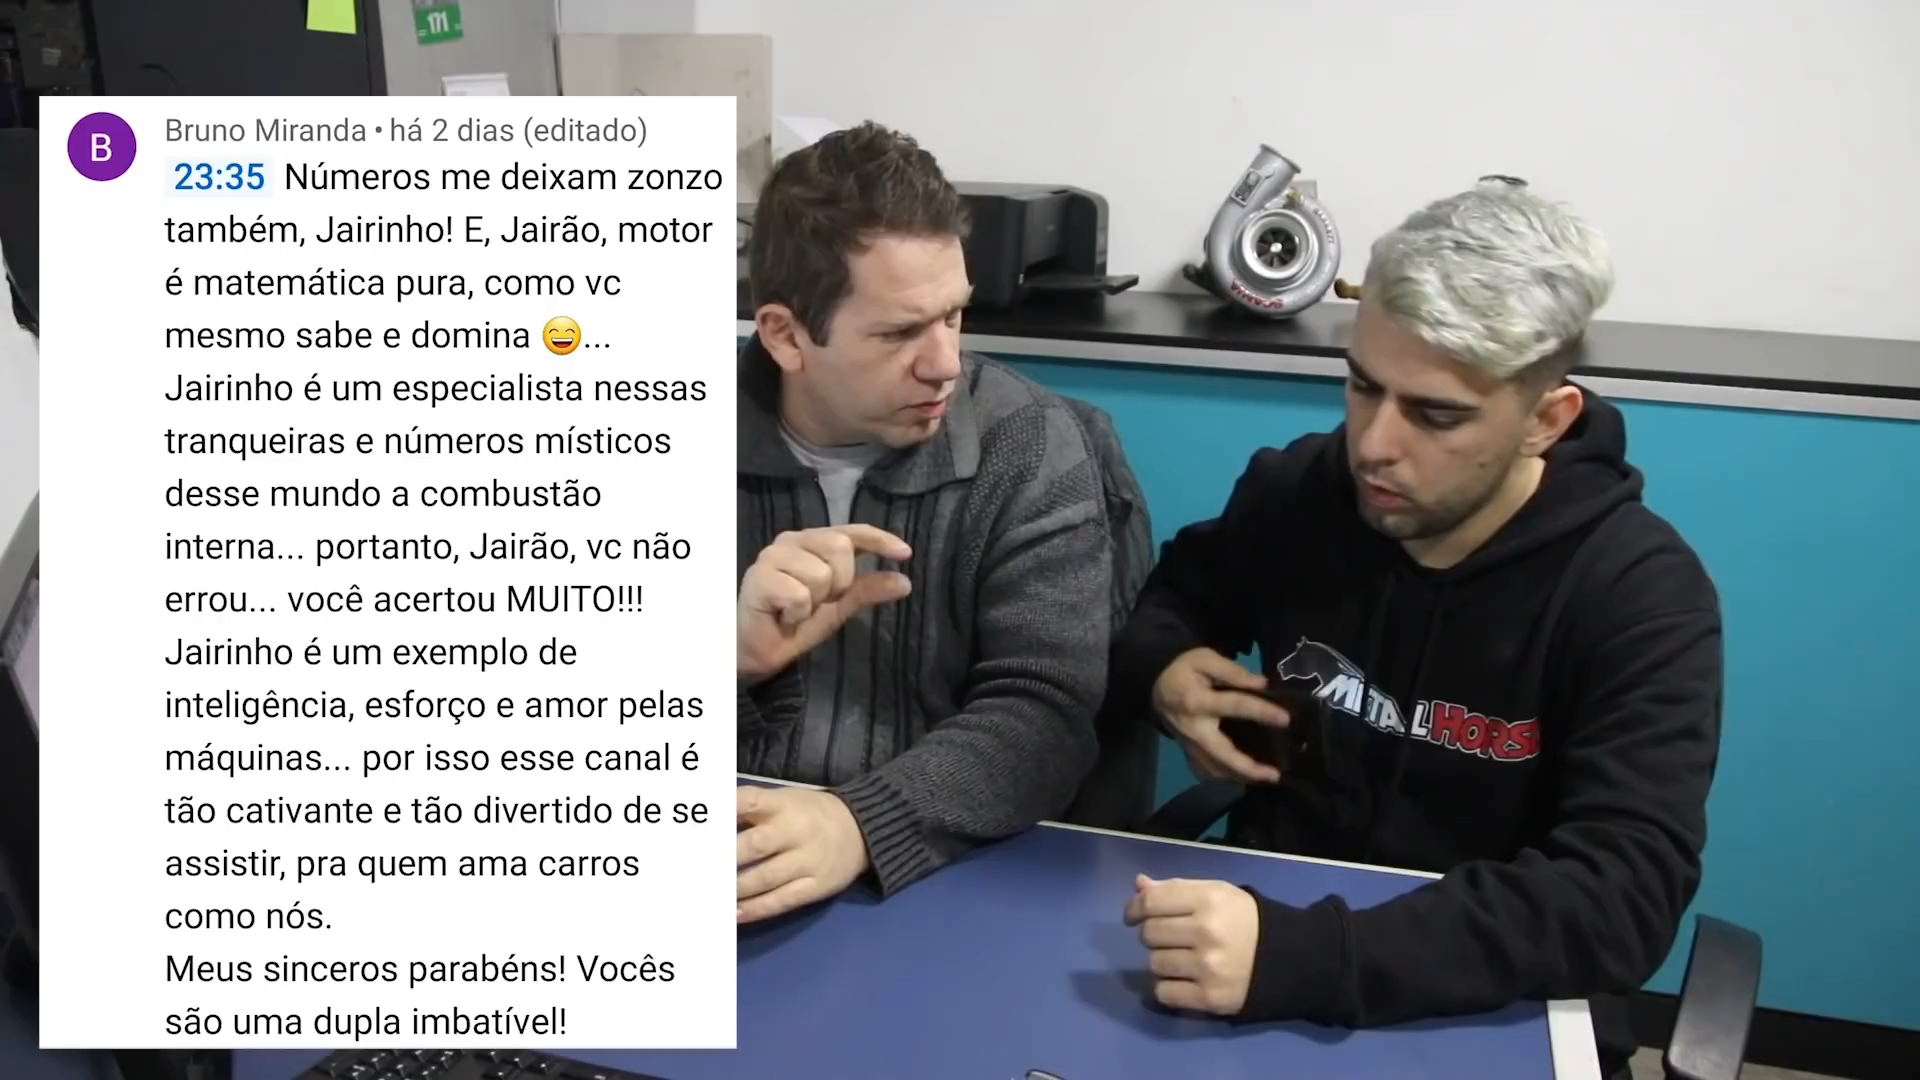 171
B
Bruno Miranda • há 2 dias (editado)
23:35 Números me deixam zonzo
também, Jairinho! E, Jairão, motor
é matemática pura, como vc
mesmo sabe e domina 😄...
Jairinho é um especialista nessas
tranqueiras e números místicos
desse mundo a combustão
interna... portanto, Jairão, vc não
errou... você acertou MUITO!!!
Jairinho é um exemplo de
inteligência, esforço e amor pelas
máquinas... por isso esse canal é
tão cativante e tão divertido de se
assistir, pra quem ama carros
como nós.
Meus sinceros parabéns! Vocês
são uma dupla imbatível!
SCANIA
METALHORSE